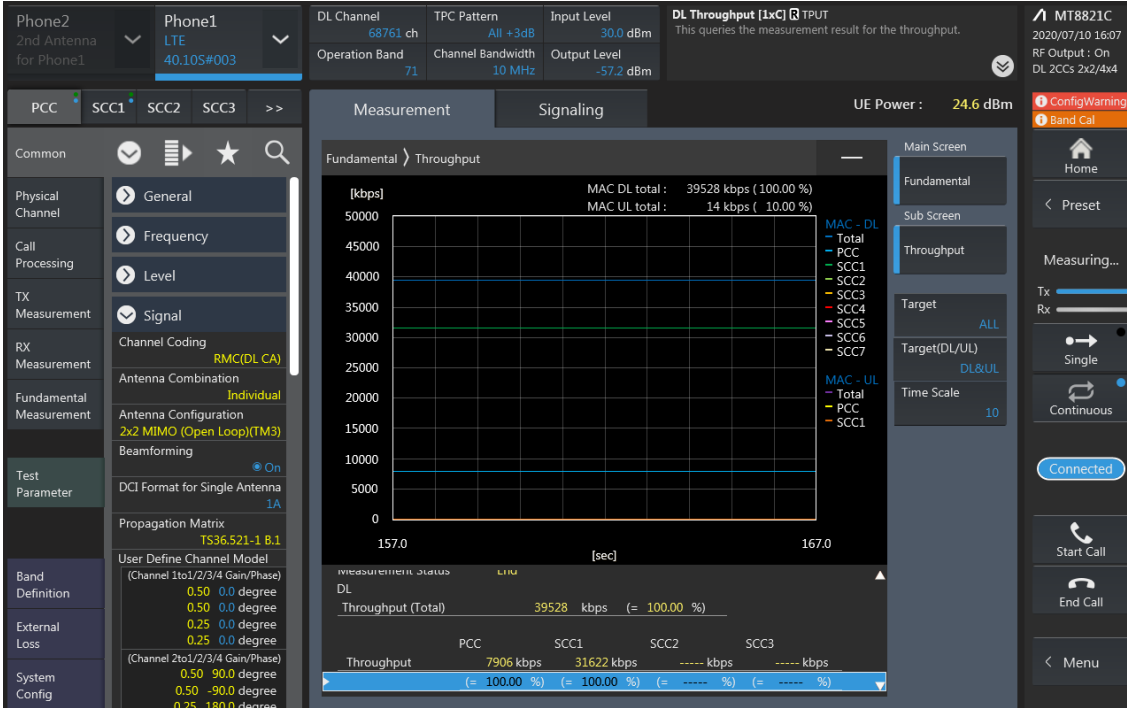 Phone2
2nd Antenna
for Phone1
Phone1
LTE
40.10S#003
DL Channel
68761 ch
Operation Band
71
TPC Pattern
All +3dB
Channel Bandwidth
10 MHz
Input Level
30.0 dBm
Output Level
-57.2 dBm
DL Throughput [1xC] R TPUT
This queries the measurement result for the throughput.
MT8821C
2020/07/10 16:07
RF Output : On
DL 2CCs 2x2/4x4
PCC SCC1 SCC2 SCC3 >>
Measurement Signaling
UE Power : 24.6 dBm
ConfigWarning
Band Cal
Common
Physical
Channel
Call
Processing
TX
Measurement
RX
Measurement
Fundamental
Measurement
Test
Parameter
Band
Definition
External
Loss
System
Config
General
Frequency
Level
Signal
Channel Coding
RMC(DL CA)
Antenna Combination
Individual
Antenna Configuration
2x2 MIMO (Open Loop)(TM3)
Beamforming
On
DCI Format for Single Antenna
1A
Propagation Matrix
TS36.521-1 B.1
User Define Channel Model
(Channel 1to1/2/3/4 Gain/Phase)
0.50 0.0 degree
0.50 0.0 degree
0.25 0.0 degree
0.25 0.0 degree
(Channel 2to1/2/3/4 Gain/Phase)
0.50 90.0 degree
0.50 -90.0 degree
0.25 180.0 degree
Fundamental 〉 Throughput
[kbps]
MAC DL total : 39528 kbps (100.00 %)
MAC UL total : 14 kbps ( 10.00 %)
50000
45000
40000
35000
30000
25000
20000
15000
10000
5000
0
157.0
[sec]
167.0
MAC - DL
Total
PCC
SCC1
SCC2
SCC3
SCC4
SCC5
SCC6
SCC7
MAC - UL
Total
PCC
SCC1
Measurement Status End
DL
Throughput (Total) 39528 kbps (= 100.00 %)
PCC SCC1 SCC2 SCC3
Throughput 7906 kbps 31622 kbps ----- kbps ----- kbps
(= 100.00 %) (= 100.00 %) (= ----- %) (= ----- %)
Main Screen
Fundamental
Sub Screen
Throughput
Target
ALL
Target(DL/UL)
DL&UL
Time Scale
10
Home
< Preset
Measuring...
Tx
Rx
Single
Continuous
Connected
Start Call
End Call
< Menu